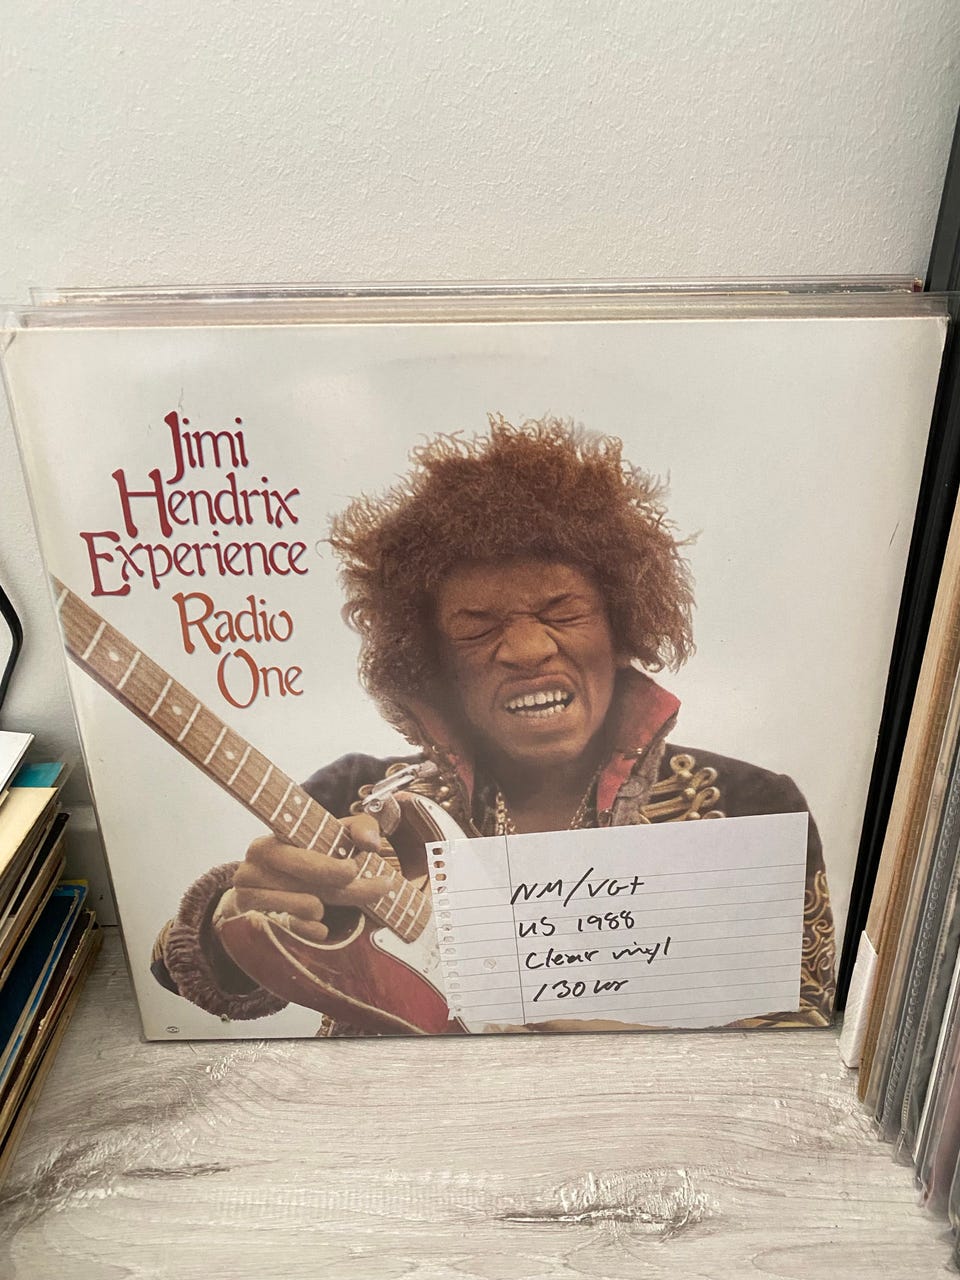 Jimi
Hendrix
Experience
Radio
One
NM/VG+
US 1988
Clear vinyl
130 kr